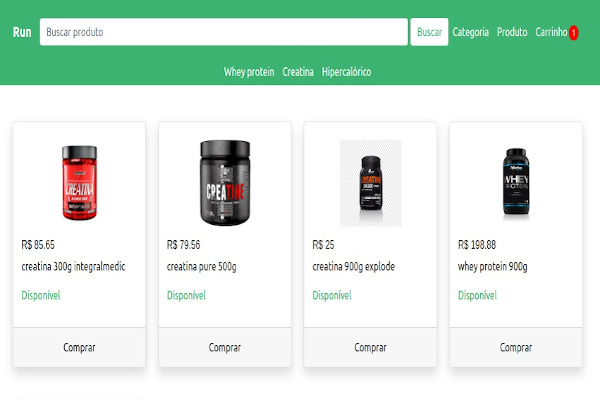 Run Buscar produto Buscar Categoria Produto Carrinho 1
Whey protein Creatina Hipercalórico
CREATINA
CREATINE
CREATINE
WHEY
PROTEIN
R$ 85.65
creatina 300g integralmedic
Disponível
Comprar
R$ 79.56
creatina pure 500g
Disponível
Comprar
R$ 25
creatina 900g explode
Disponível
Comprar
R$ 198.88
whey protein 900g
Disponível
Comprar